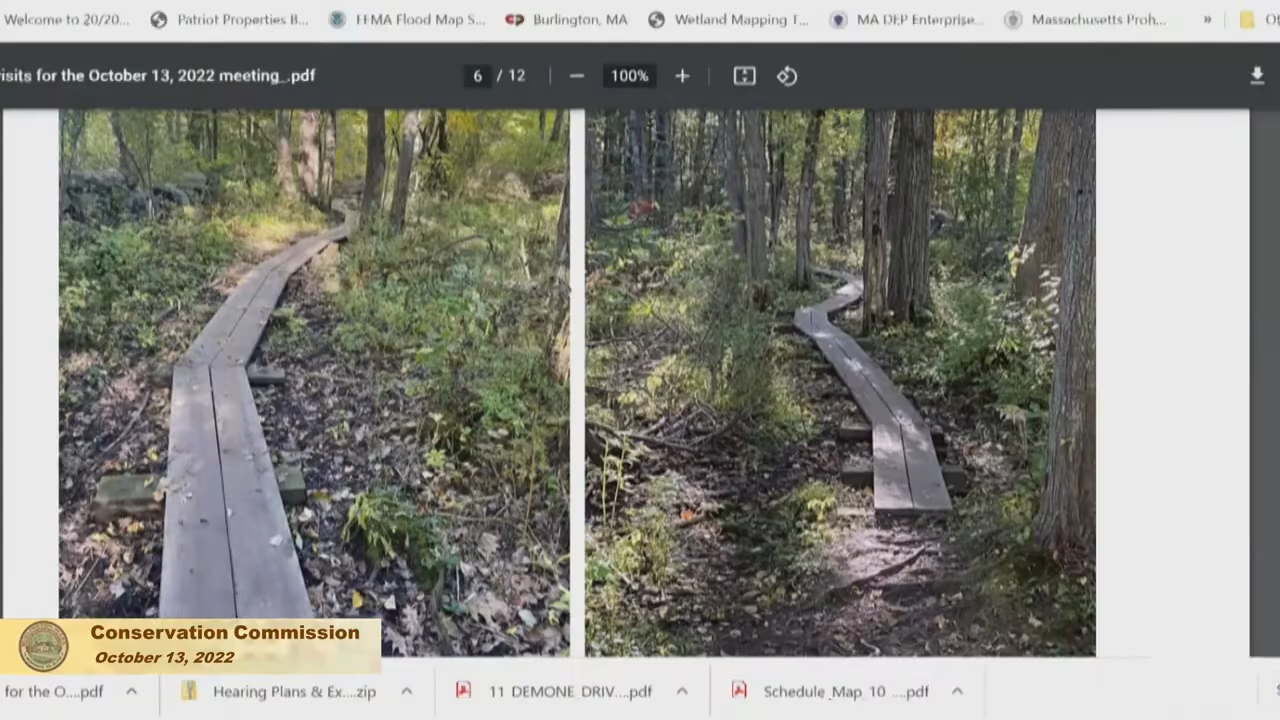 Welcome to 20/20...
Patriot Properties B...
FEMA Flood Map S...
Burlington, MA
Wetland Mapping T...
MA DEP Enterprise...
Massachusetts Proh...
»
isits for the October 13, 2022 meeting_.pdf
6 / 12
100%
Conservation Commission
October 13, 2022
for the O....pdf
Hearing Plans & Ex....zip
11 DEMONE DRIV....pdf
Schedule_Map_10_....pdf